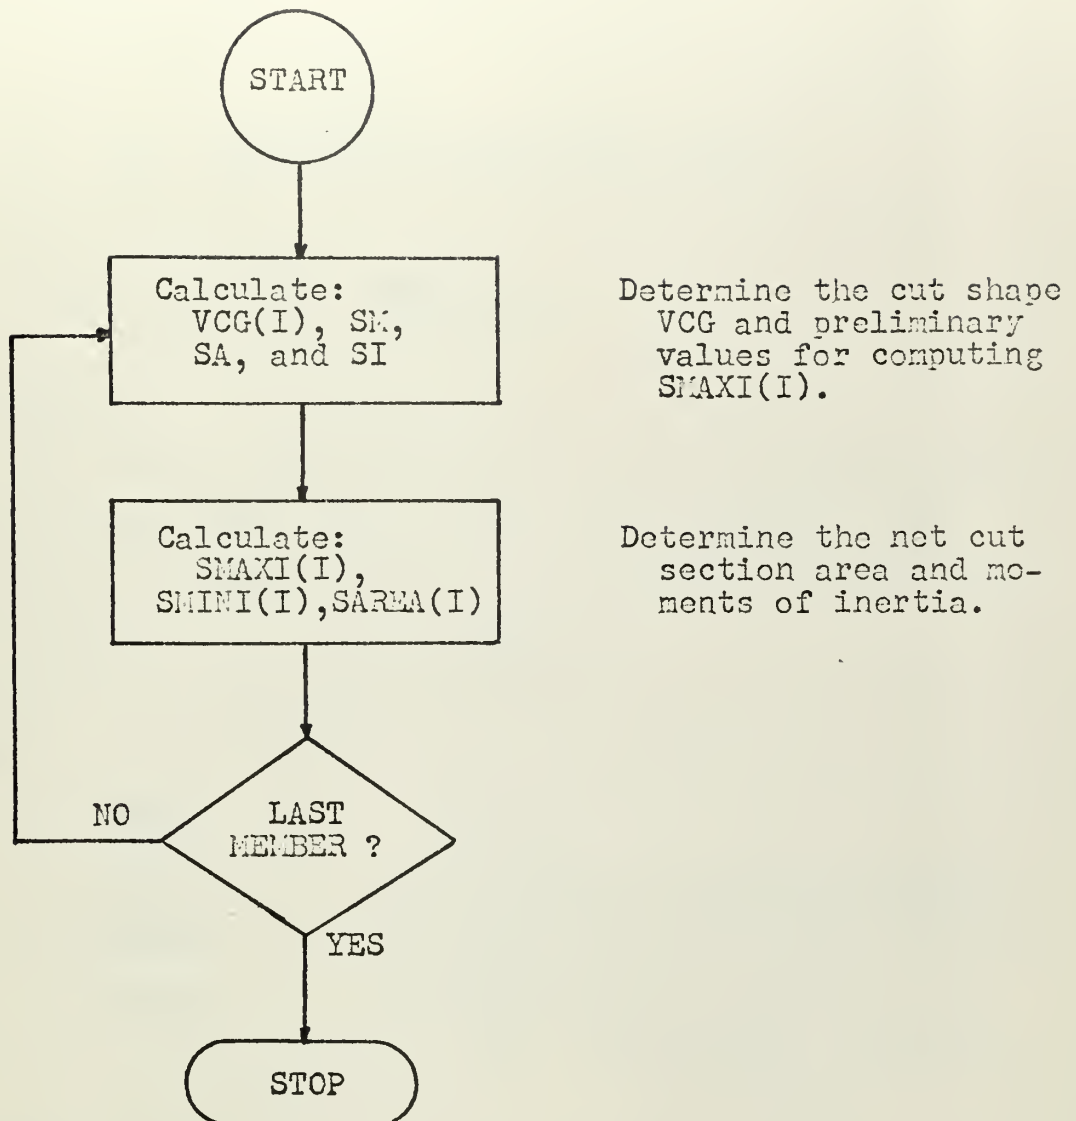 START
Calculate:
VCG(I), SM,
SA, and SI
Determine the cut shape
VCG and preliminary
values for computing
SMAXI(I).
Calculate:
SMAXI(I),
SMINI(I),SAREA(I)
Determine the net cut
section area and mo-
ments of inertia.
LAST
MEMBER ?
NO
YES
STOP